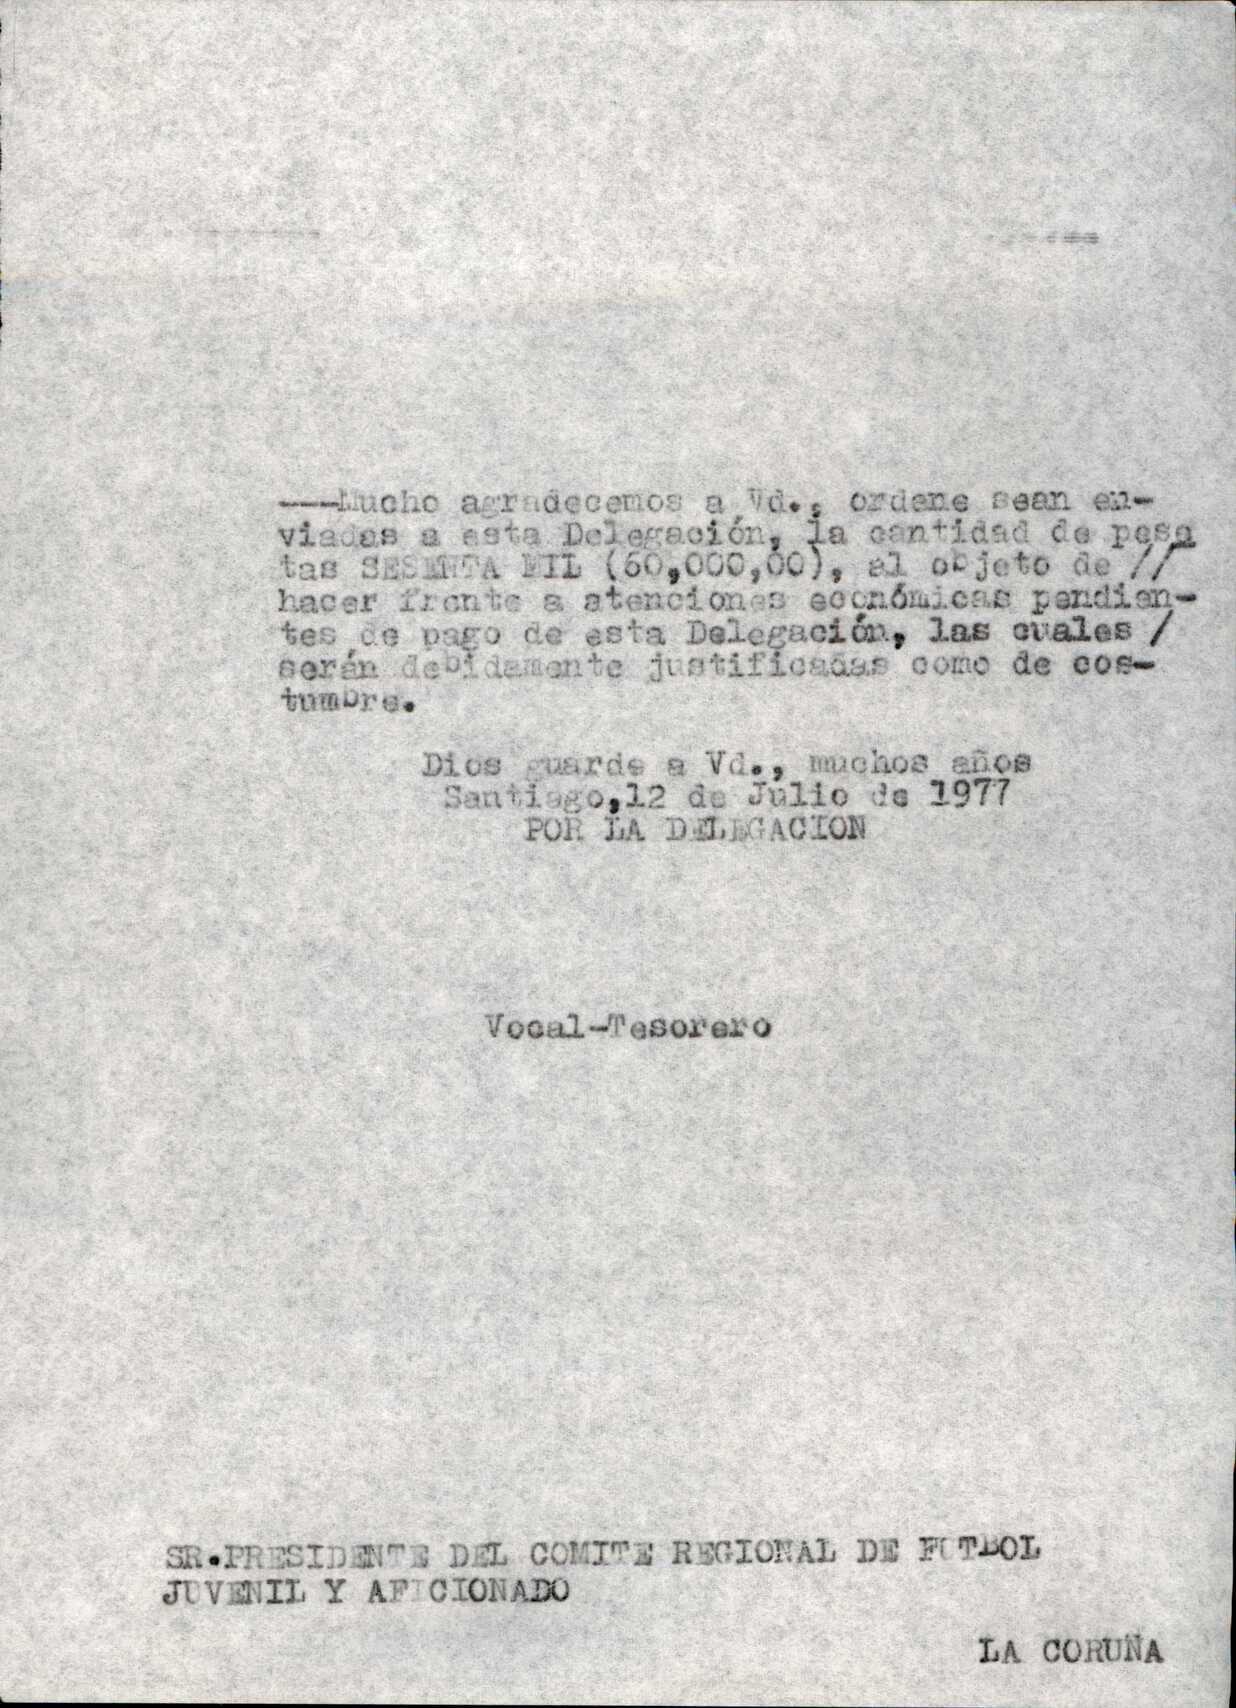 ---Mucho agradecemos a Vd., ordene sean en-
viadas a esta Delegación, la cantidad de pese
tas SESENTA MIL (60,000,00), al objeto de //
hacer frente a atenciones económicas pendien-
tes de pago de esta Delegación, las cuales /
serán debidamente justificadas como de cos-
tumbre.
Dios guarde a Vd., muchos años
Santiago,12 de Julio de 1977
POR LA DELEGACION
Vocal-Tesorero
SR.PRESIDENTE DEL COMITE REGIONAL DE FUTBOL
JUVENIL Y AFICIONADO
LA CORUÑA